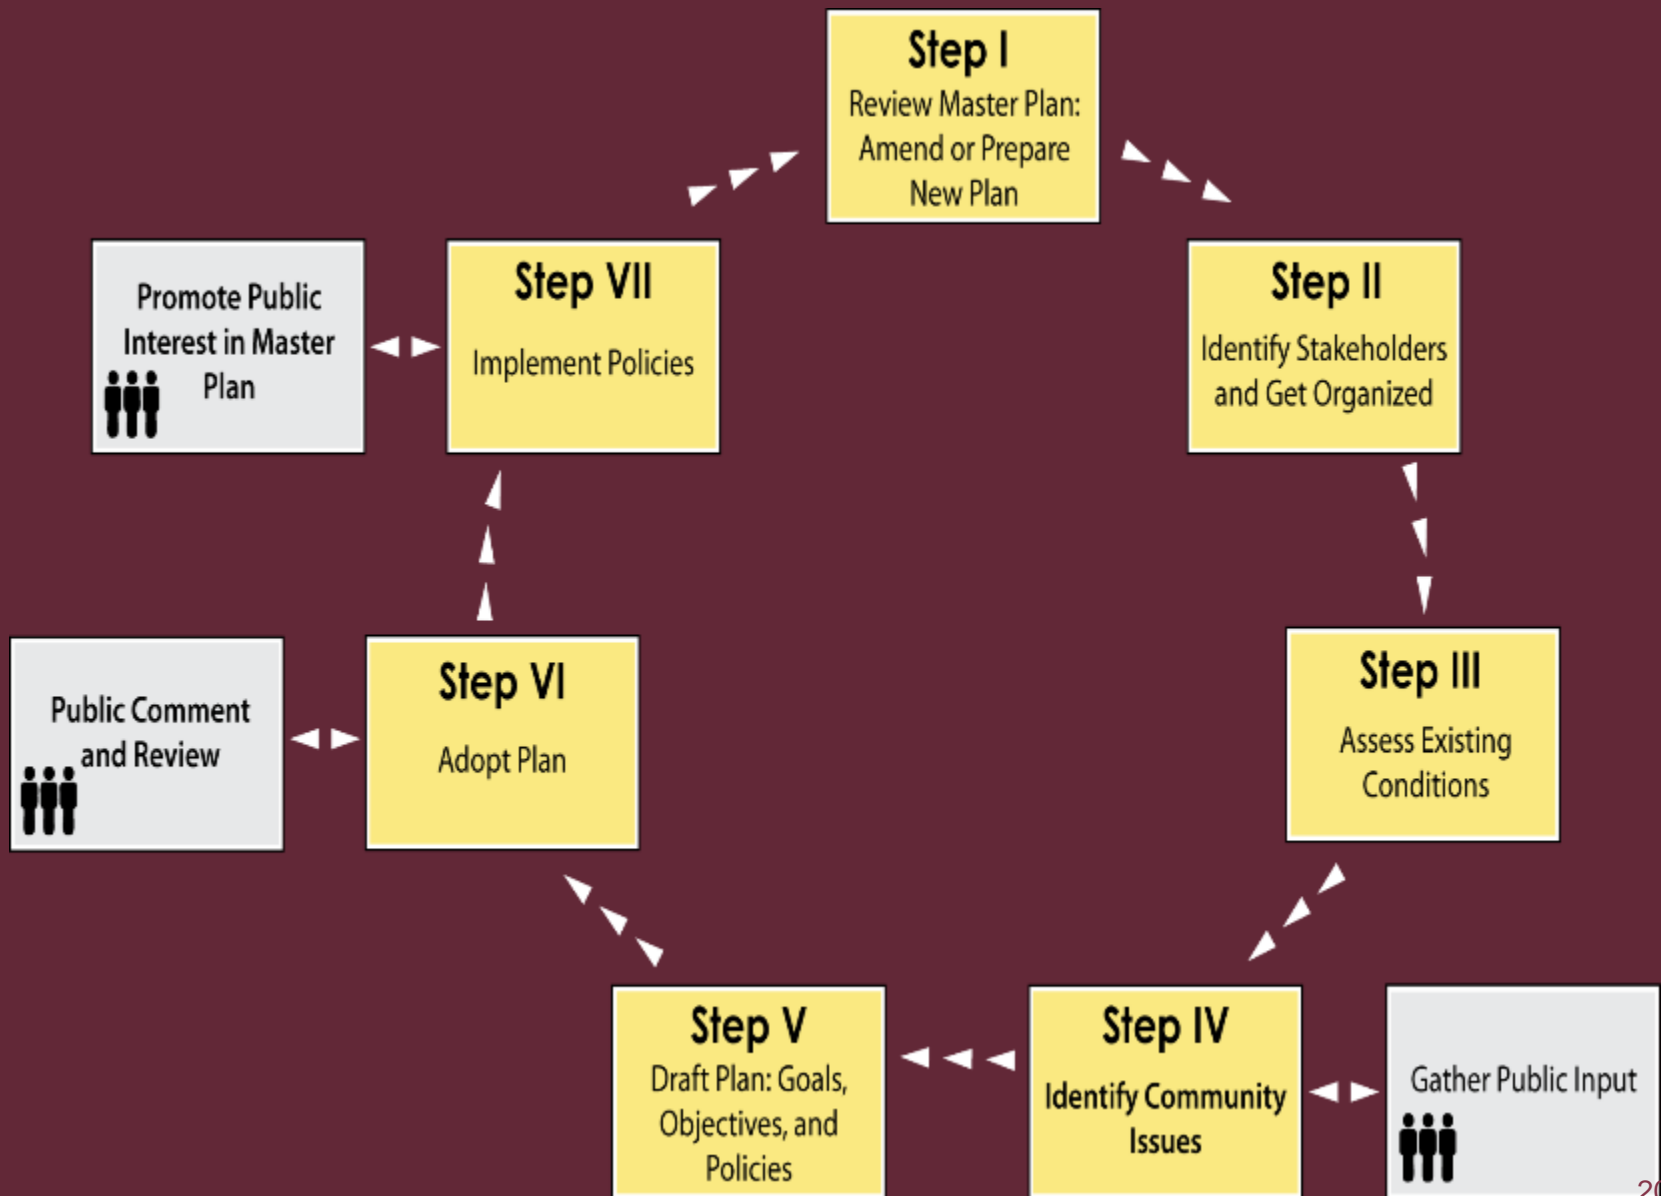 Step I
Review Master Plan:
Amend or Prepare
New Plan
Step II
Identify Stakeholders
and Get Organized
Step III
Assess Existing
Conditions
Step IV
Identify Community
Issues
Gather Public Input
Step V
Draft Plan: Goals,
Objectives, and
Policies
Step VI
Adopt Plan
Public Comment
and Review
Step VII
Implement Policies
Promote Public
Interest in Master
Plan